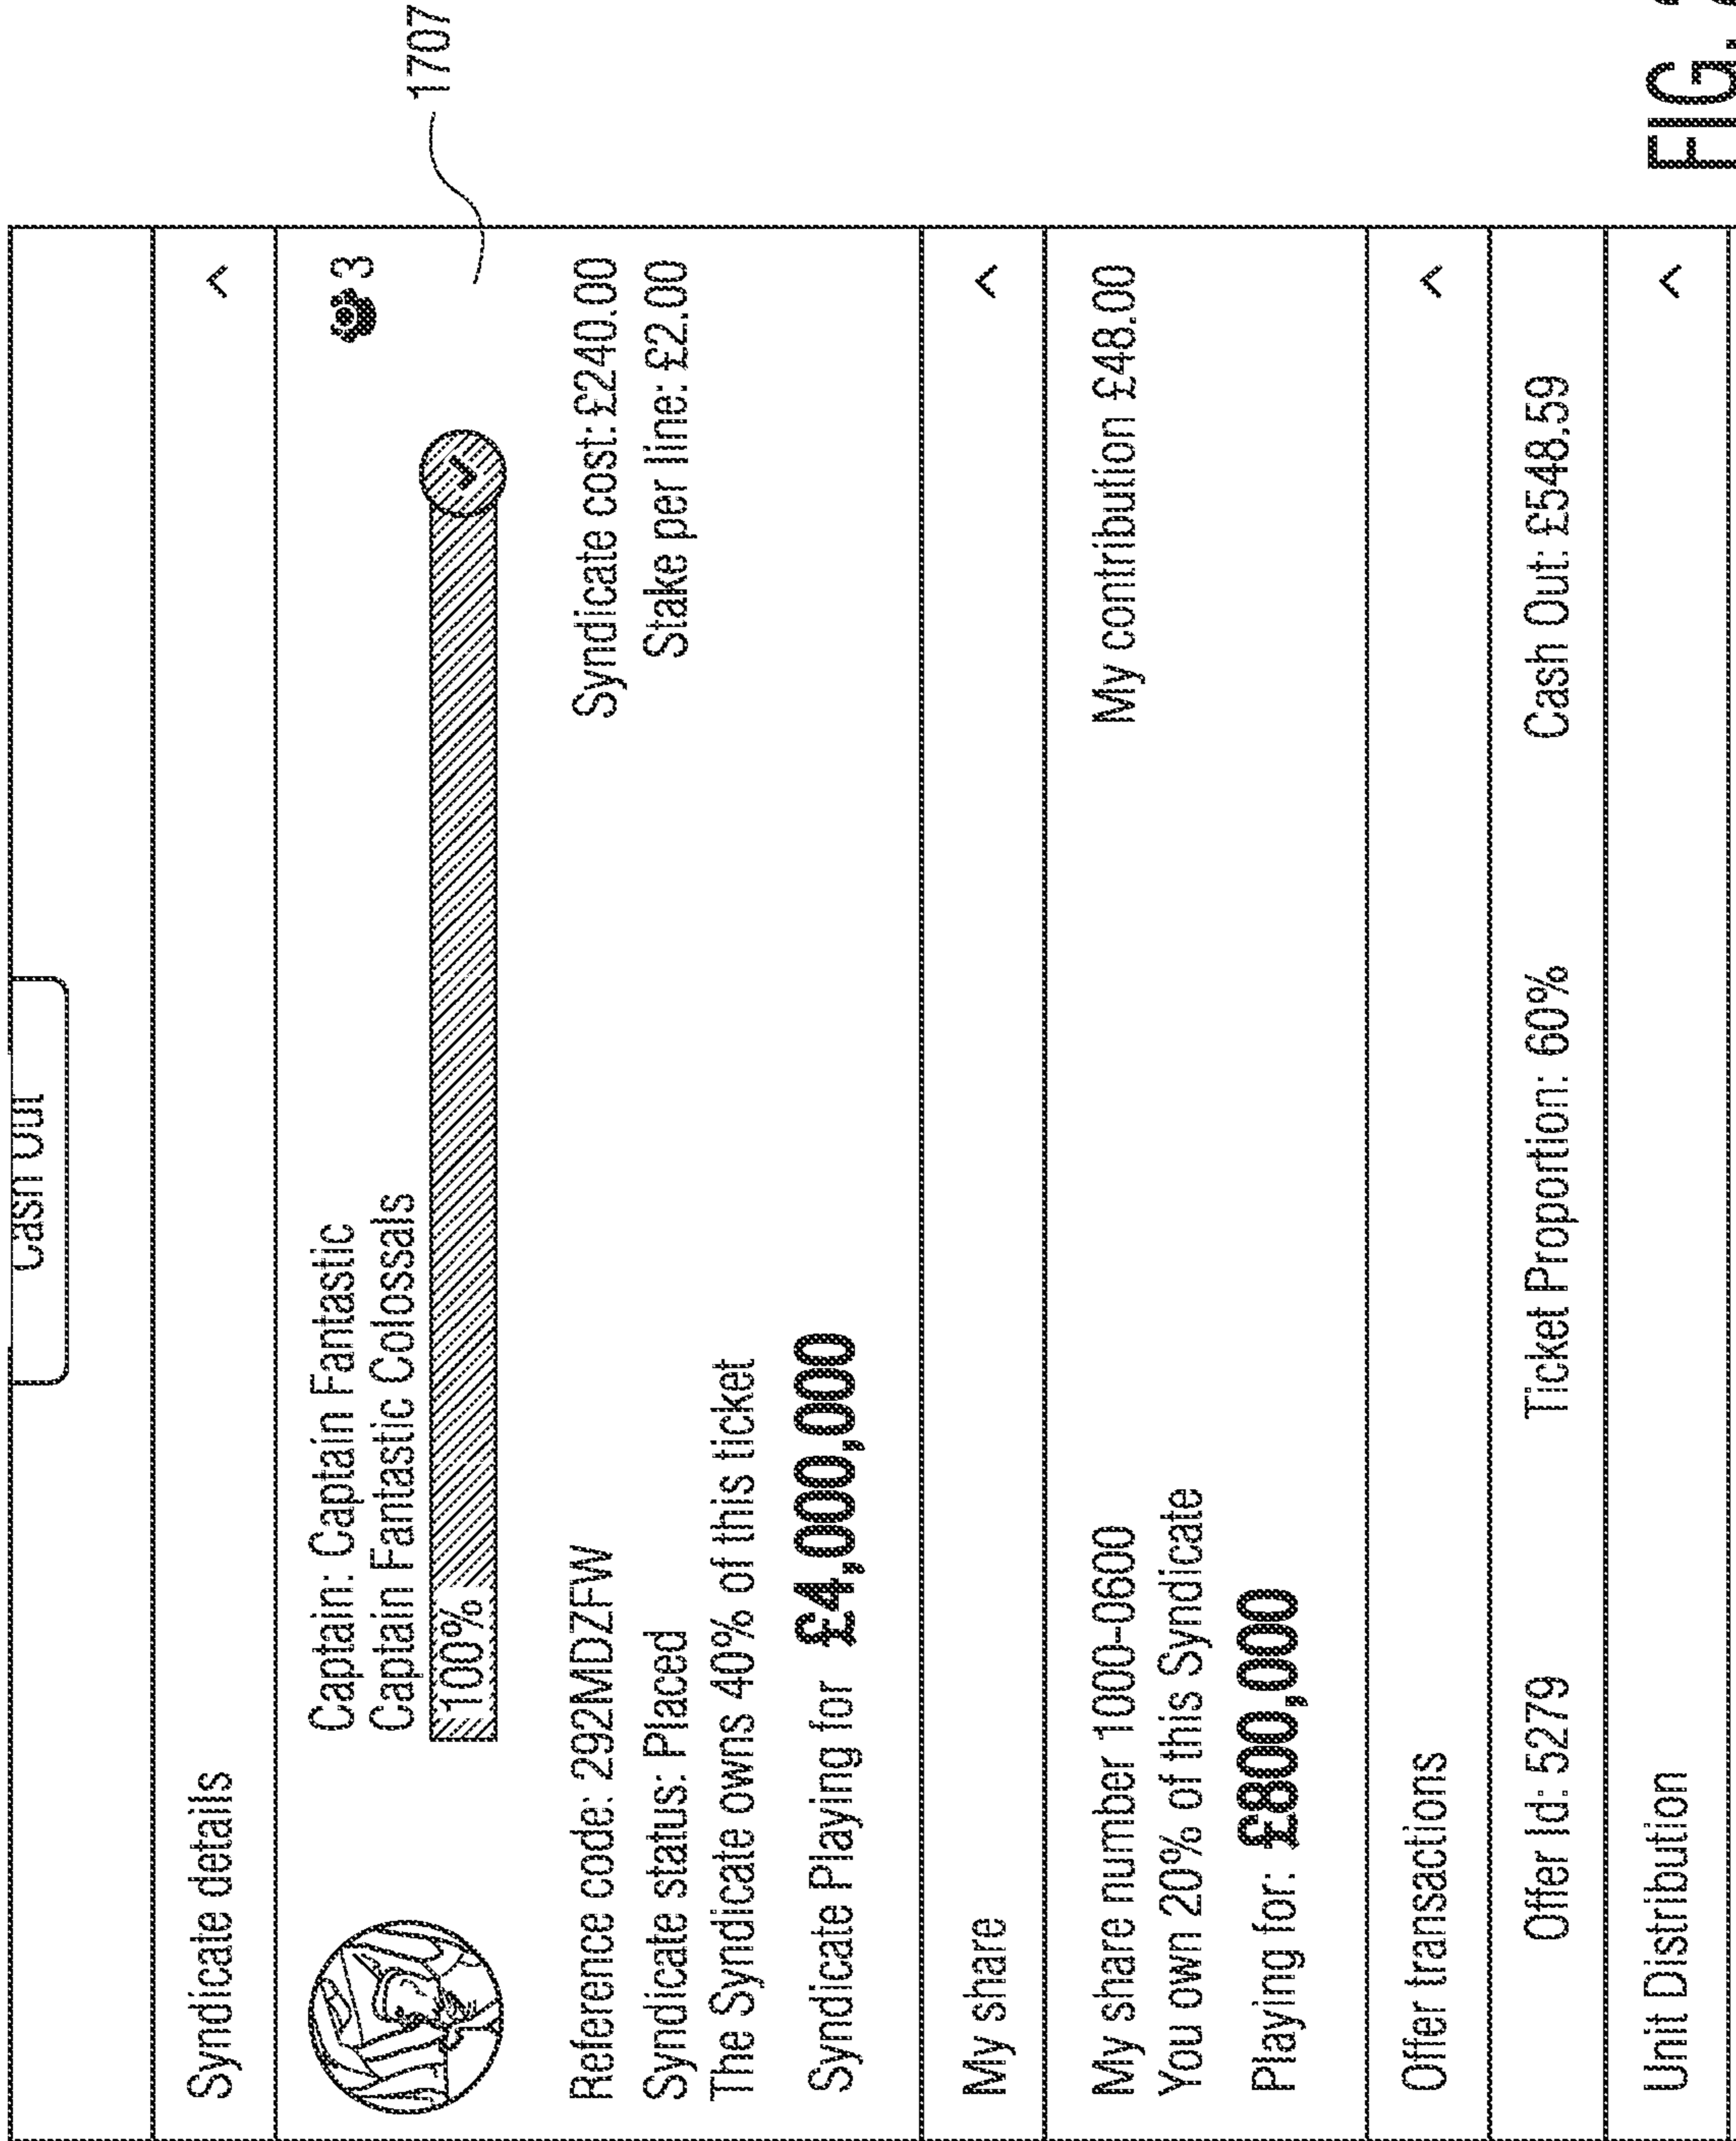 Cash Out
Syndicate details
Captain: Captain Fantastic
3
Captain Fantastic Colossals
100%
1707
Reference code: 292MDZFW
Syndicate cost: £240.00
Syndicate status: Placed
Stake per line: £2.00
The Syndicate owns 40% of this ticket
Syndicate Playing for £4,000,000
My share
My share number 1000-0600
My contribution £48.00
You own 20% of this Syndicate
Playing for: £800,000
Offer transactions
Offer Id: 5279
Ticket Proportion: 60%
Cash Out: £548,59
Unit Distribution
FIG.